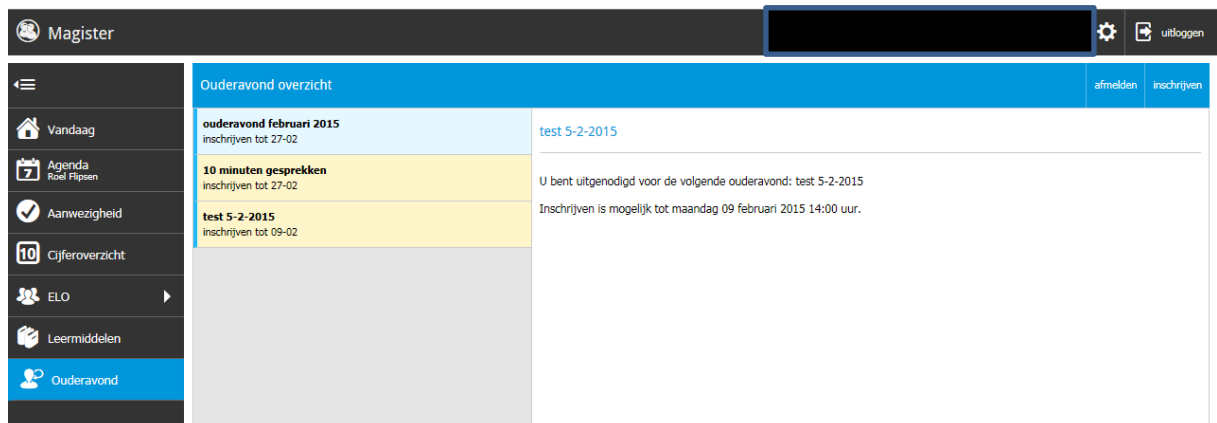 Magister
uitloggen
Ouderavond overzicht
afmelden
inschrijven
Vandaag
7
Agenda
Roel Flipsen
Aanwezigheid
10
Cijferoverzicht
ELO
Leermiddelen
Ouderavond
ouderavond februari 2015
inschrijven tot 27-02
10 minuten gesprekken
inschrijven tot 27-02
test 5-2-2015
inschrijven tot 09-02
test 5-2-2015
U bent uitgenodigd voor de volgende ouderavond: test 5-2-2015
Inschrijven is mogelijk tot maandag 09 februari 2015 14:00 uur.